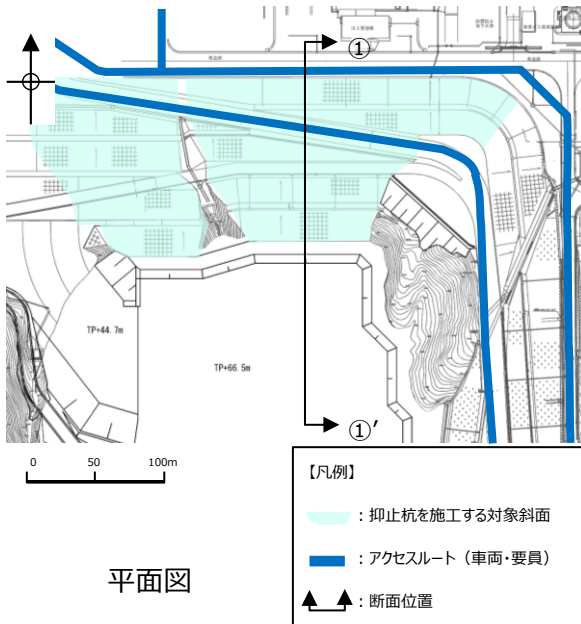 ①
TP+44.7m
TP+66.5m
①′
0 50 100m
【凡例】
：抑止杭を施工する対象斜面
：アクセスルート（車両・要員）
：断面位置
平面図